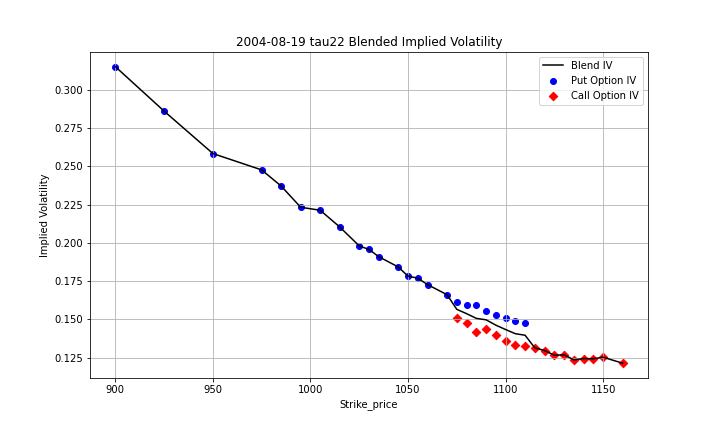 2004-08-19 tau22 Blended Implied Volatility
Blend IV
Put Option IV
Call Option IV
Implied Volatility
0.300
0.275
0.250
0.225
0.200
0.175
0.150
0.125
900
950
1000
1050
1100
1150
Strike_price